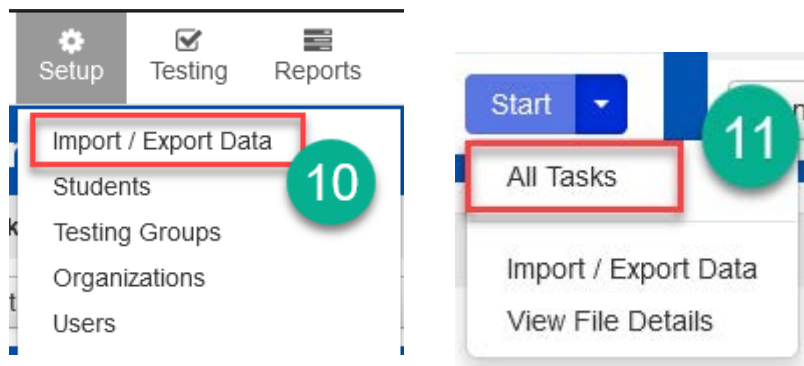 Setup Testing Reports
Import / Export Data
10
Students
Testing Groups
Organizations
Users
Start
11
All Tasks
Import / Export Data
View File Details